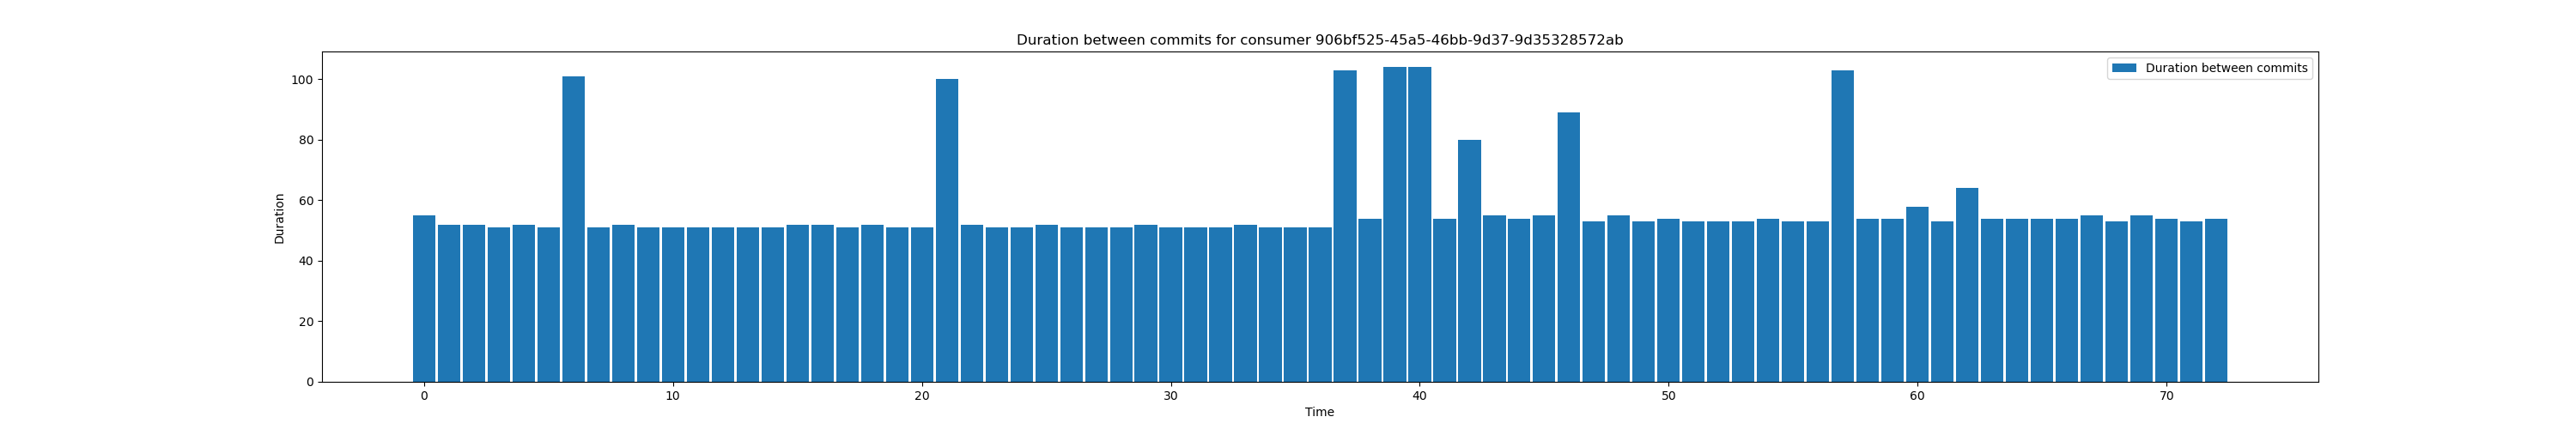 Duration between commits for consumer 906bf525-45a5-46bb-9d37-9d35328572ab
Duration between commits
100
80
60
40
20
0
Duration
0 10 20 30 40 50 60 70
Time